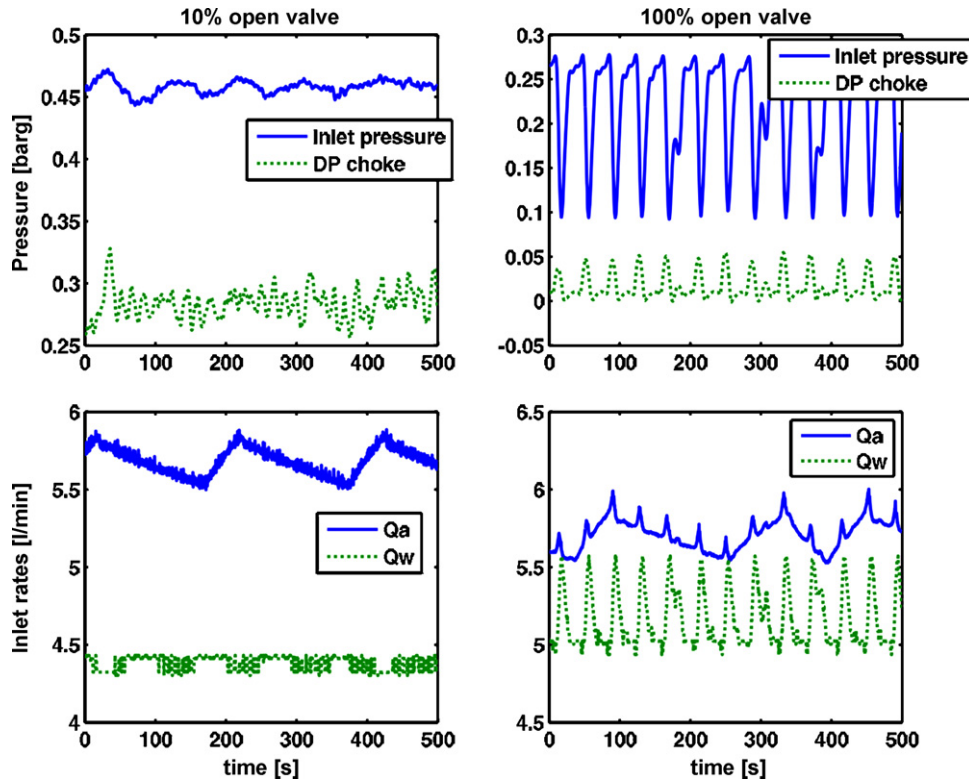 10% open valve
100% open valve
Pressure [barg]
0.5
0.45
0.4
0.35
0.3
0.25
0 100 200 300 400 500
Inlet pressure
DP choke
0.3
0.25
0.2
0.15
0.1
0.05
0
-0.05
0 100 200 300 400 500
Inlet pressure
DP choke
Inlet rates [l/min]
6
5.5
5
4.5
4
0 100 200 300 400 500
time [s]
Qa
Qw
6.5
6
5.5
5
4.5
0 100 200 300 400 500
time [s]
Qa
Qw